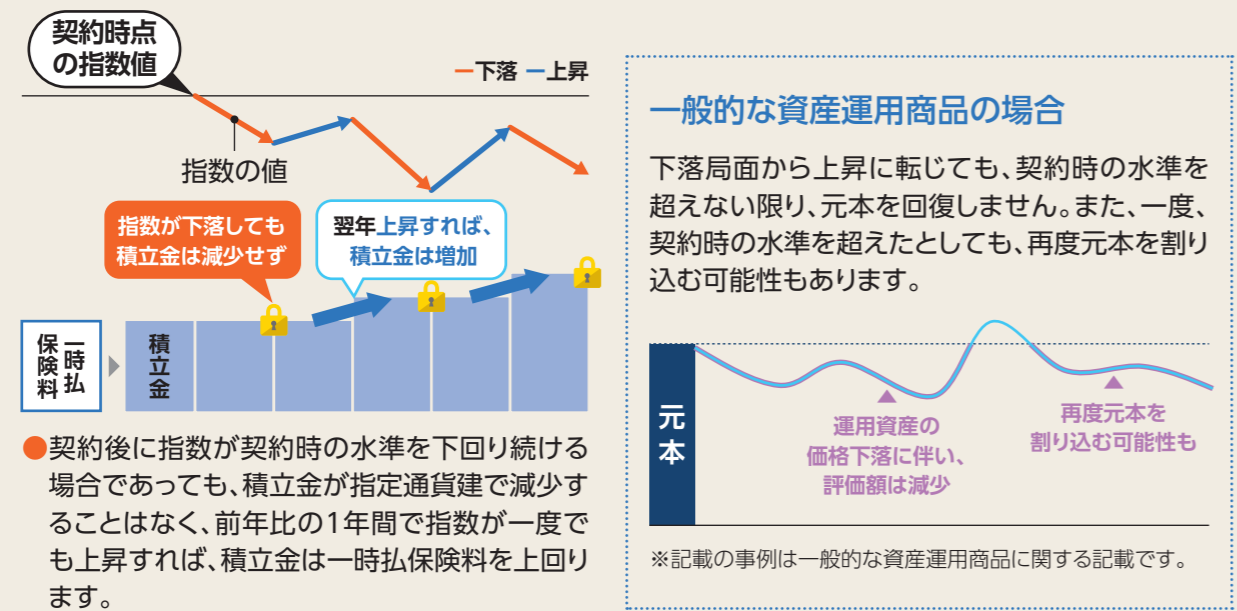 契約時点
の指数値
ー下落 ー上昇
指数の値
指数が下落しても
積立金は減少せず
翌年上昇すれば、
積立金は増加
一時払
保険料
積立金
●契約後に指数が契約時の水準を下回り続ける
場合であっても、積立金が指定通貨建で減少す
ることはなく、前年比の1年間で指数が一度で
も上昇すれば、積立金は一時払保険料を上回り
ます。
一般的な資産運用商品の場合
下落局面から上昇に転じても、契約時の水準を
超えない限り、元本を回復しません。また、一度、
契約時の水準を超えたとしても、再度元本を割り
込む可能性もあります。
元本
運用資産の
価格下落に伴い、
評価額は減少
再度元本を
割り込む可能性も
※記載の事例は一般的な資産運用商品に関する記載です。